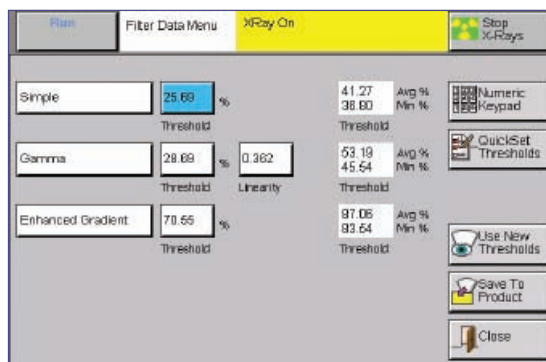 Run
Filter Data Menu
XRay On
Stop
X-Rays
Simple
25.69 %
41.27 Avg %
36.80 Min %
Threshold
Threshold
Numeric
Keypad
QuickSet
Thresholds
Gamma
28.69 %
0.362
53.19 Avg %
45.54 Min %
Threshold
Linearity
Threshold
Enhanced Gradient
70.55 %
97.06 Avg %
93.54 Min %
Threshold
Threshold
Use New
Thresholds
Save To
Product
Close